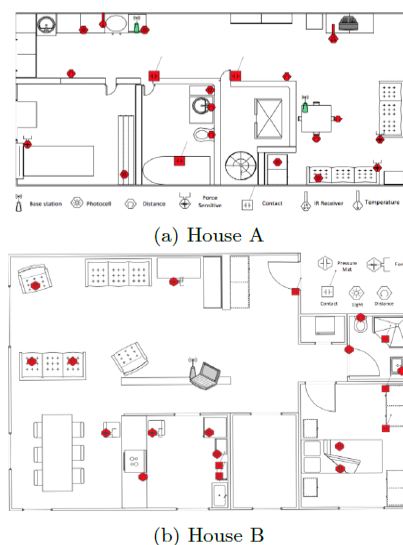 Base station Photocell Distance Force Sensitive Contact IR Receiver Temperature
(a) House A
Pressure Mat
Contact Light Distance
(b) House B